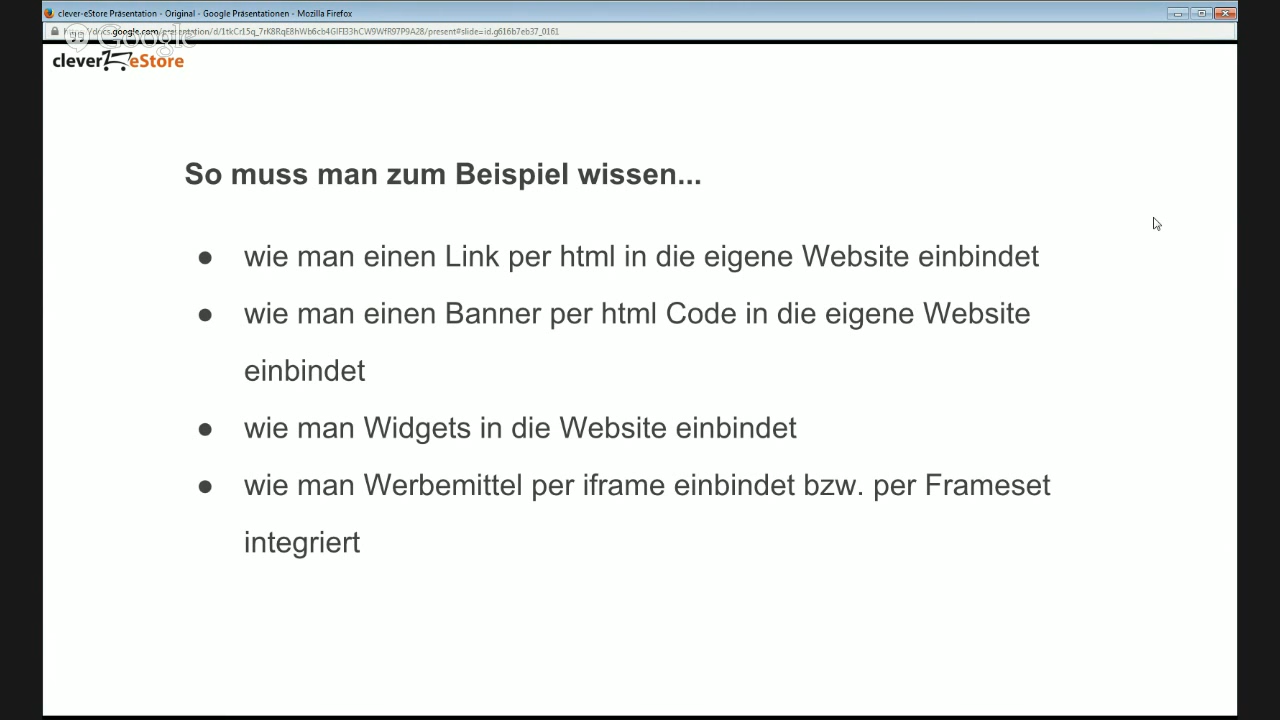 clever-eStore Präsentation - Original - Google Präsentationen - Mozilla Firefox
Google
clever eStore
So muss man zum Beispiel wissen...
● wie man einen Link per html in die eigene Website einbindet
● wie man einen Banner per html Code in die eigene Website
einbindet
● wie man Widgets in die Website einbindet
● wie man Werbemittel per iframe einbindet bzw. per Frameset
integriert